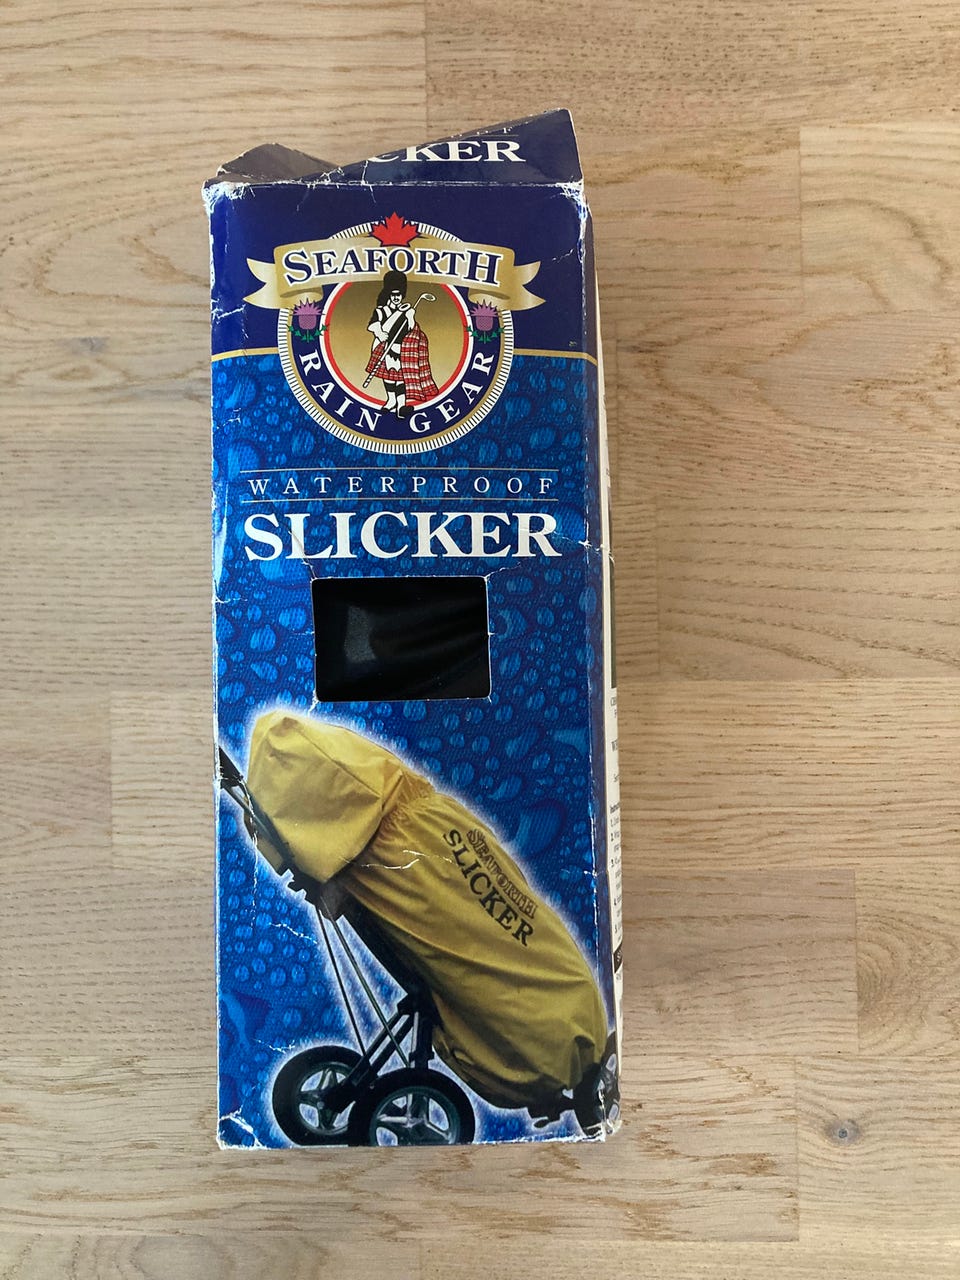 CKER
SEAFORTH
RAIN GEAR
WATERPROOF
SLICKER
SEAFORTH
SLICKER